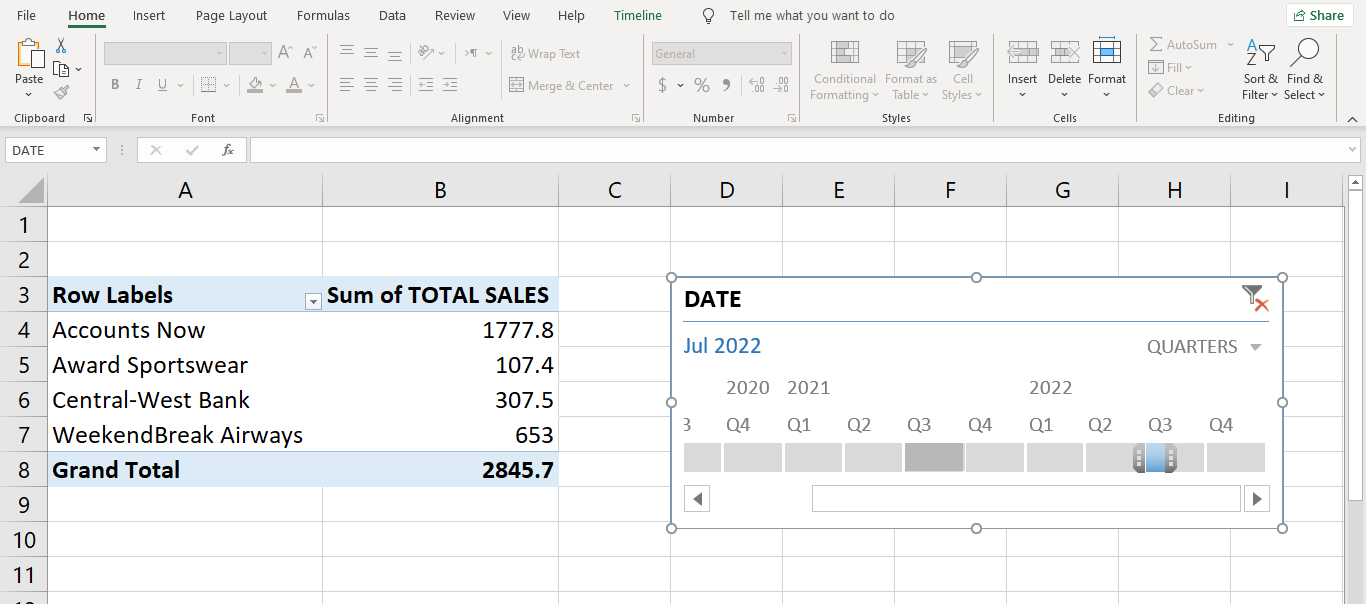 File Home Insert Page Layout Formulas Data Review View Help Timeline Tell me what you want to do Share
Paste
B I U A A A ab Wrap Text Merge & Center
General
$ % 9 .00 .0
Conditional Formatting Format as Table Cell Styles
Insert Delete Format
AutoSum Fill Clear
Sort & Filter Find & Select
Clipboard Font Alignment Number Styles Cells Editing
DATE fx
A B C D E F G H I
1
2
3 Row Labels Sum of TOTAL SALES
4 Accounts Now 1777.8
5 Award Sportswear 107.4
6 Central-West Bank 307.5
7 WeekendBreak Airways 653
8 Grand Total 2845.7
9
10
11
DATE
Jul 2022 QUARTERS
2020 2021 2022
Q4 Q1 Q2 Q3 Q4 Q1 Q2 Q3 Q4